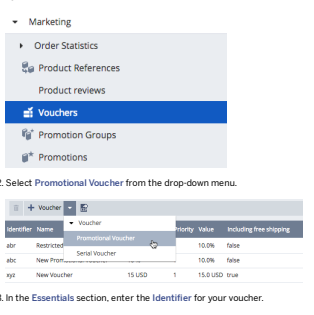 Marketing
Order Statistics
Product References
Product reviews
Vouchers
Promotion Groups
Promotions
2. Select Promotional Voucher from the drop-down menu.
+ Voucher
Voucher
Promotional Voucher
Serial Voucher
Identifier Name Priority Value Including free shipping
abr Restricted 10.0% false
abc New Prom 10.0% false
xyz New Voucher 15 USD 1 15.0 USD true
3. In the Essentials section, enter the Identifier for your voucher.